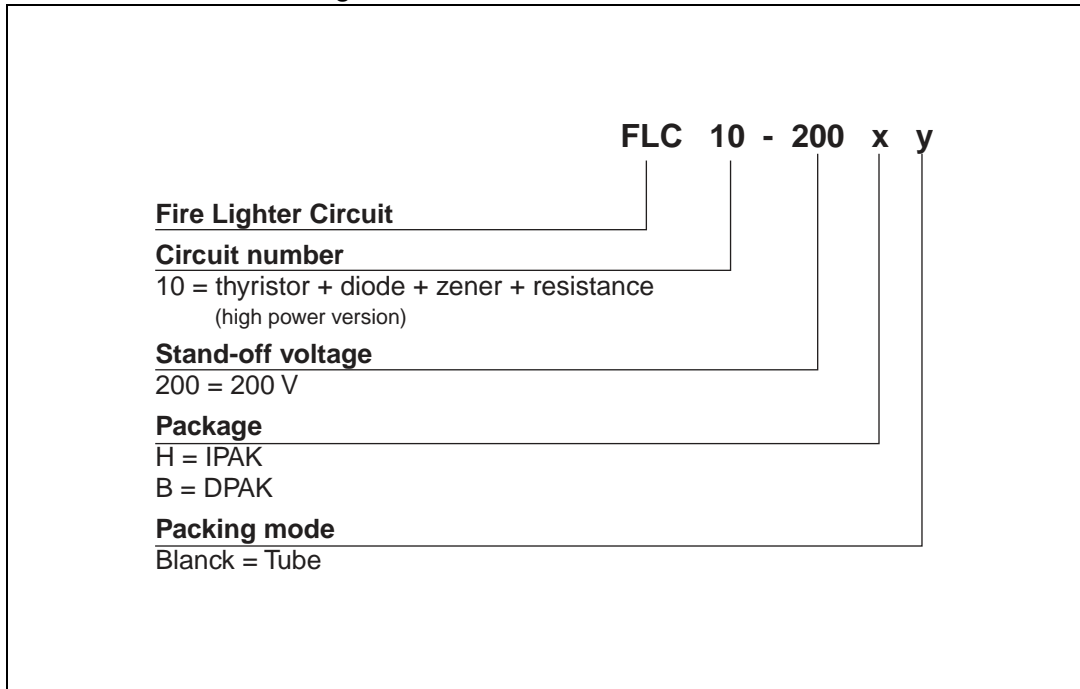 FLC 10 - 200 x y
Fire Lighter Circuit
Circuit number
10 = thyristor + diode + zener + resistance
(high power version)
Stand-off voltage
200 = 200 V
Package
H = IPAK
B = DPAK
Packing mode
Blanck = Tube